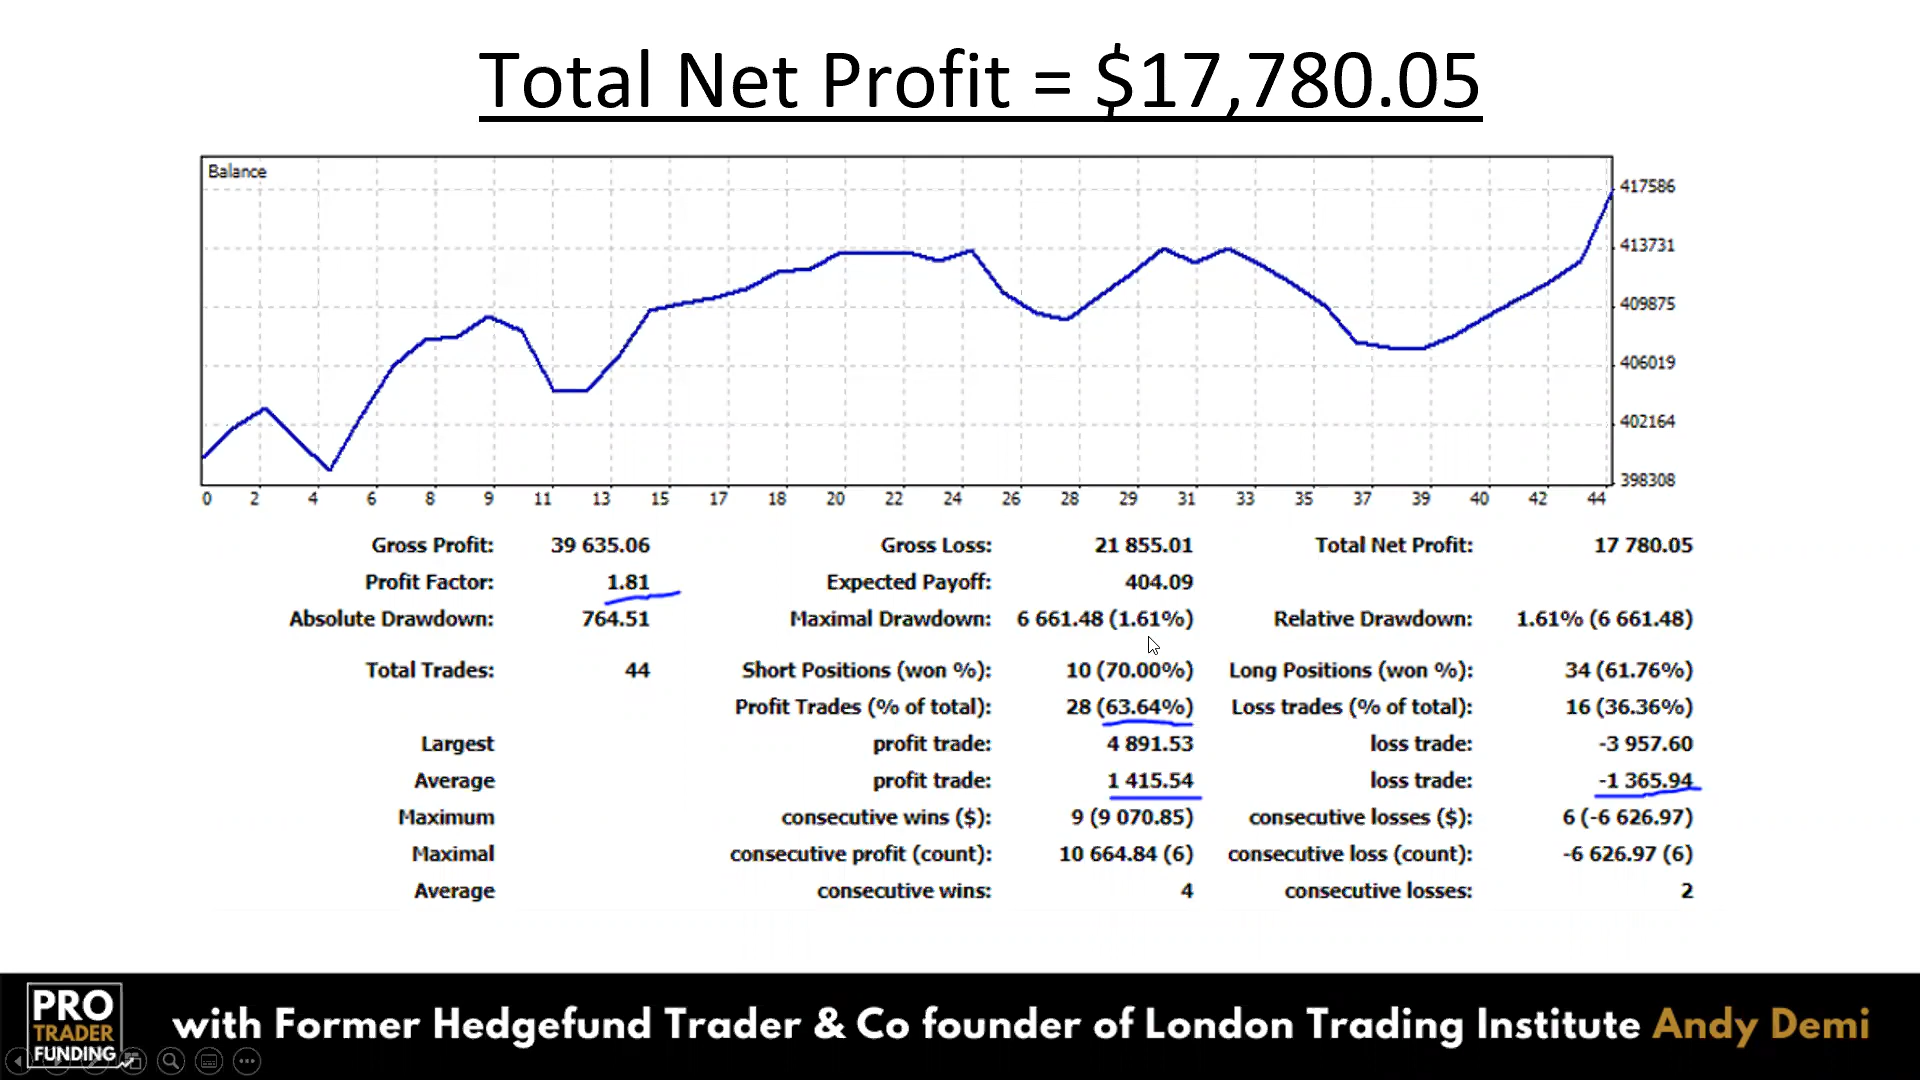 Total Net Profit = $17,780.05
Balance
417586
413731
409875
406019
402164
398308
0 2 4 6 8 9 11 13 15 17 18 20 22 24 26 28 29 31 33 35 37 39 40 42 44
Gross Profit: 39 635.06 Gross Loss: 21 855.01 Total Net Profit: 17 780.05
Profit Factor: 1.81 Expected Payoff: 404.09
Absolute Drawdown: 764.51 Maximal Drawdown: 6 661.48 (1.61%) Relative Drawdown: 1.61% (6 661.48)
Total Trades: 44 Short Positions (won %): 10 (70.00%) Long Positions (won %): 34 (61.76%)
Profit Trades (% of total): 28 (63.64%) Loss trades (% of total): 16 (36.36%)
Largest profit trade: 4 891.53 loss trade: -3 957.60
Average profit trade: 1 415.54 loss trade: -1 365.94
Maximum consecutive wins ($): 9 (9 070.85) consecutive losses ($): 6 (-6 626.97)
Maximal consecutive profit (count): 10 664.84 (6) consecutive loss (count): -6 626.97 (6)
Average consecutive wins: 4 consecutive losses: 2
PRO
TRADER
FUNDING
with Former Hedgefund Trader & Co founder of London Trading Institute Andy Demi